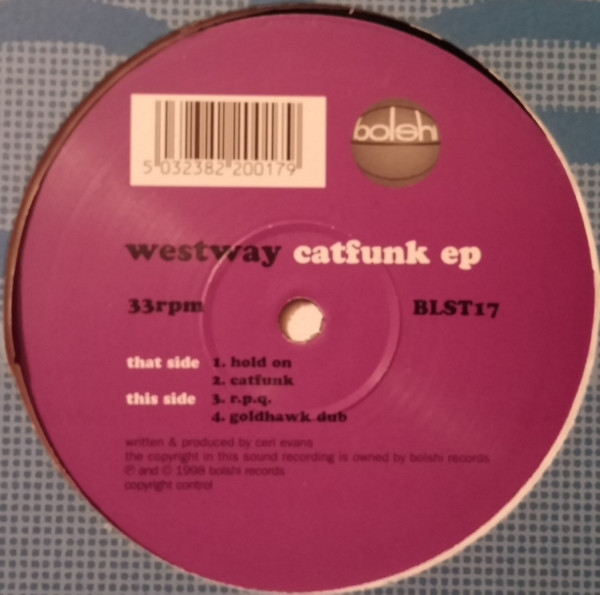 bolshi
5 032382 200179
westway catfunk ep
33rpm BLST17
that side 1. hold on
2. catfunk
this side 3. r.p.q.
4. goldhawk dub
written & produced by ceri evans
the copyright in this sound recording is owned by bolshi records
℗ and © 1998 bolshi records
copyright control